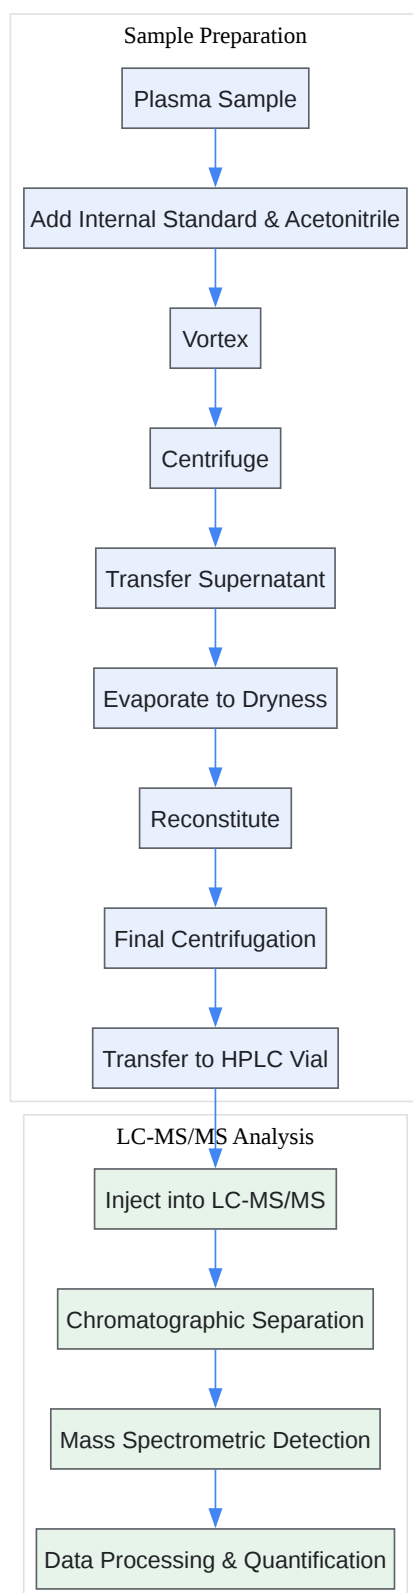 Sample Preparation
Plasma Sample
Add Internal Standard & Acetonitrile
Vortex
Centrifuge
Transfer Supernatant
Evaporate to Dryness
Reconstitute
Final Centrifugation
Transfer to HPLC Vial
LC-MS/MS Analysis
Inject into LC-MS/MS
Chromatographic Separation
Mass Spectrometric Detection
Data Processing & Quantification